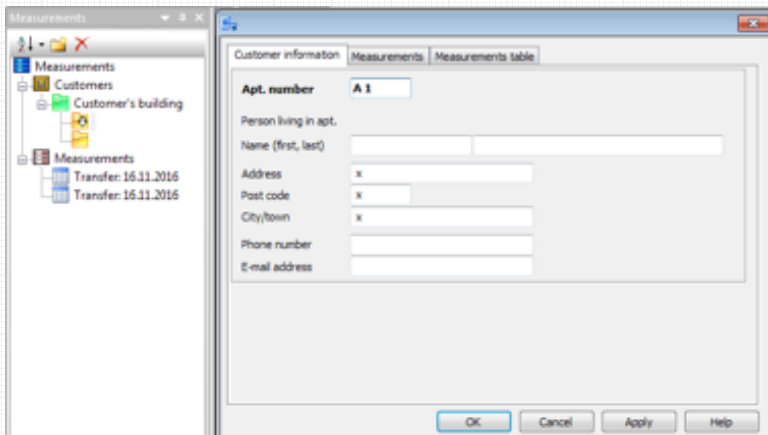 Measurements
Measurements
Customers
Customer's building
Measurements
Transfer: 16.11.2016
Transfer: 16.11.2016
Customer information
Measurements
Measurements table
Apt. number
A 1
Person living in apt.
Name (first, last)
Address
x
Post code
x
City/town
x
Phone number
E-mail address
OK
Cancel
Apply
Help